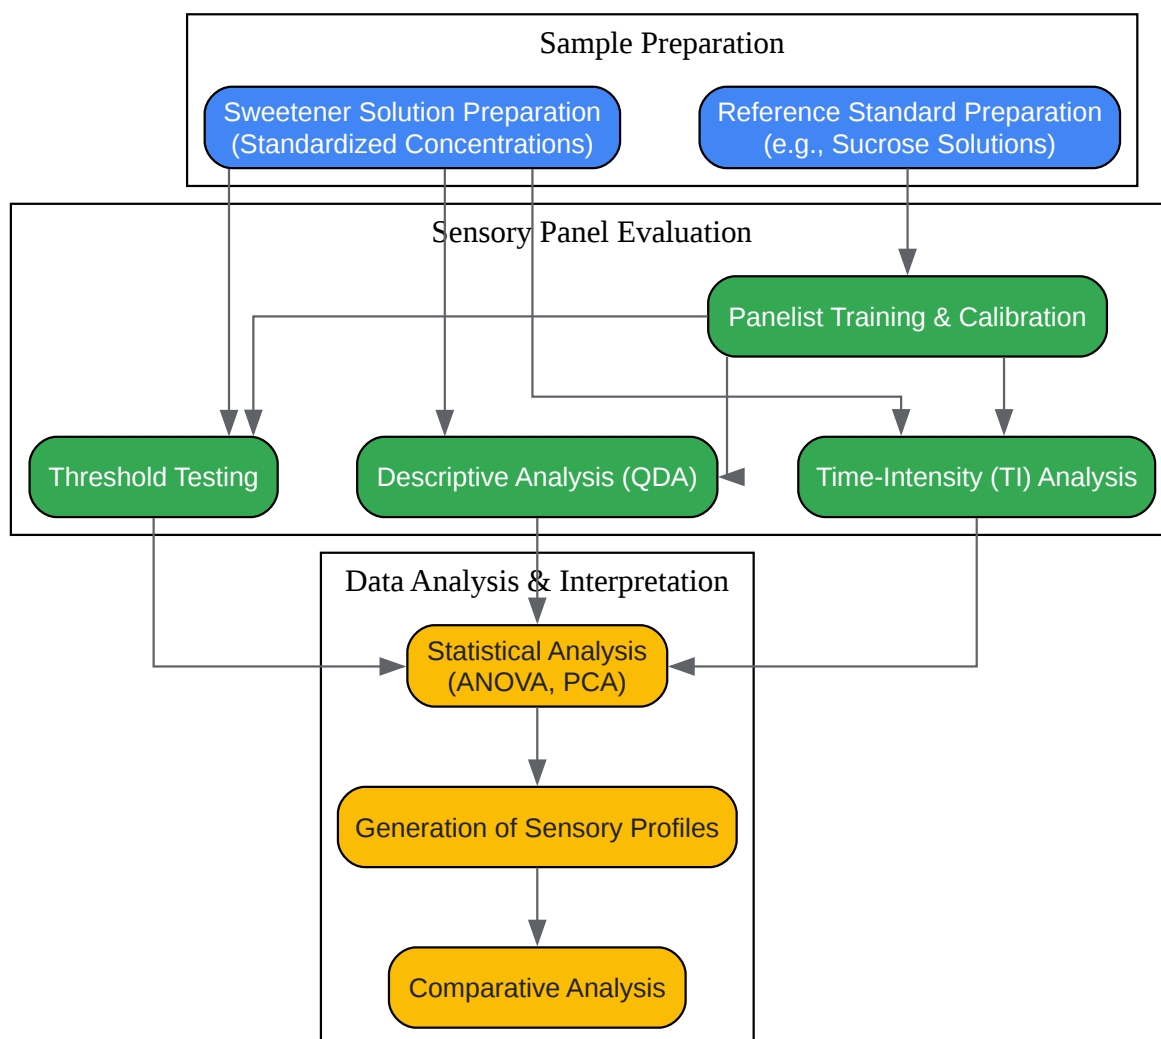 Sample Preparation
Sweetener Solution Preparation
(Standardized Concentrations)
Reference Standard Preparation
(e.g., Sucrose Solutions)
Sensory Panel Evaluation
Panelist Training & Calibration
Threshold Testing
Descriptive Analysis (QDA)
Time-Intensity (TI) Analysis
Data Analysis & Interpretation
Statistical Analysis
(ANOVA, PCA)
Generation of Sensory Profiles
Comparative Analysis